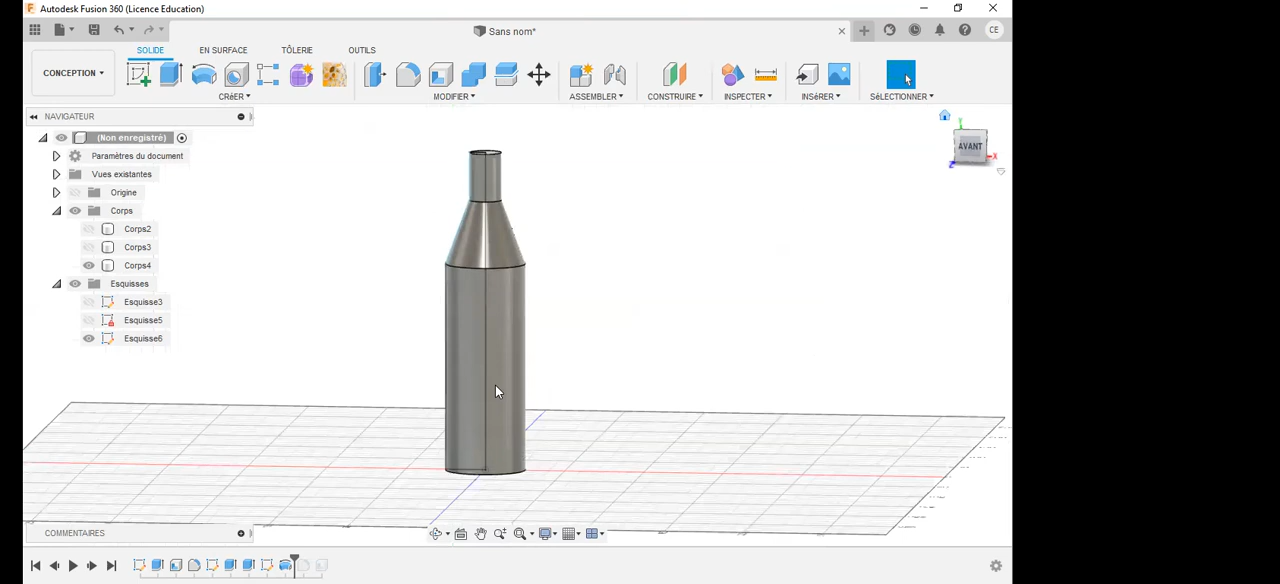 Autodesk Fusion 360 (Licence Education)
Sans nom*
CE
SOLIDE EN SURFACE TÔLERIE OUTILS
CONCEPTION
CRÉER MODIFIER ASSEMBLER CONSTRUIRE INSPECTER INSÉRER SÉLECTIONNER
NAVIGATEUR
(Non enregistré)
Paramètres du document
Vues existantes
Origine
Corps
Corps2
Corps3
Corps4
Esquisses
Esquisse3
Esquisse5
Esquisse6
Y
AVANT
X
Z
COMMENTAIRES